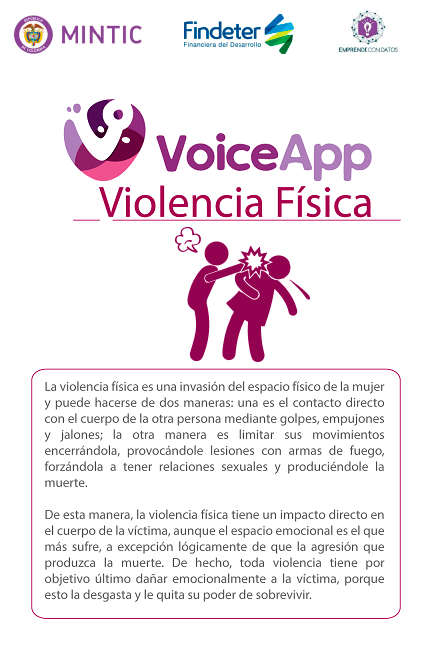 MINTIC
Findeter
Financiera del Desarrollo
EMPRENDE CON DATOS
VoiceApp
Violencia Física
La violencia física es una invasión del espacio físico de la mujer
y puede hacerse de dos maneras: una es el contacto directo
con el cuerpo de la otra persona mediante golpes, empujones
y jalones; la otra manera es limitar sus movimientos
encerrándola, provocándole lesiones con armas de fuego,
forzándola a tener relaciones sexuales y produciéndole la
muerte.
De esta manera, la violencia física tiene un impacto directo en
el cuerpo de la víctima, aunque el espacio emocional es el que
más sufre, a excepción lógicamente de que la agresión que
produzca la muerte. De hecho, toda violencia tiene por
objetivo último dañar emocionalmente a la víctima, porque
esto la desgasta y le quita su poder de sobrevivir.